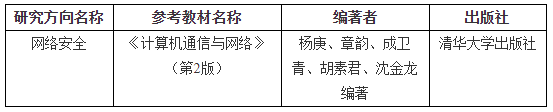 研究方向名称 参考教材名称 编著者 出版社
网络安全 《计算机通信与网络》 杨庚、章韵、成卫 清华大学出版社
（第2版） 青、胡素君、沈金龙
编著